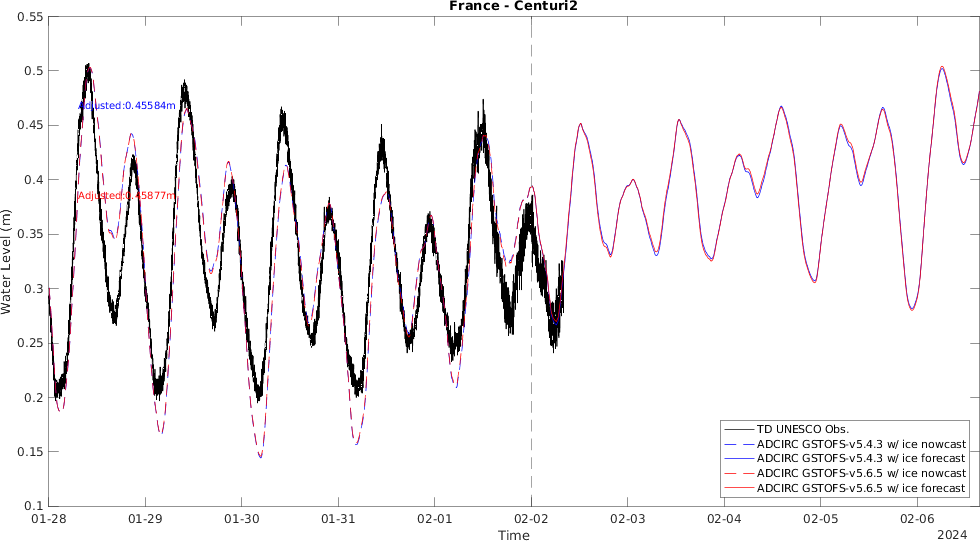 France - Centuri2
0.55
0.5
0.45
0.4
0.35
0.3
0.25
0.2
0.15
0.1
Water Level (m)
Adjusted:0.45584m
Adjusted:0.45877m
TD UNESCO Obs.
ADCIRC GSTOFS-v5.4.3 w/ ice nowcast
ADCIRC GSTOFS-v5.4.3 w/ ice forecast
ADCIRC GSTOFS-v5.6.5 w/ ice nowcast
ADCIRC GSTOFS-v5.6.5 w/ ice forecast
01-28 01-29 01-30 01-31 02-01 02-02 02-03 02-04 02-05 02-06
Time
2024